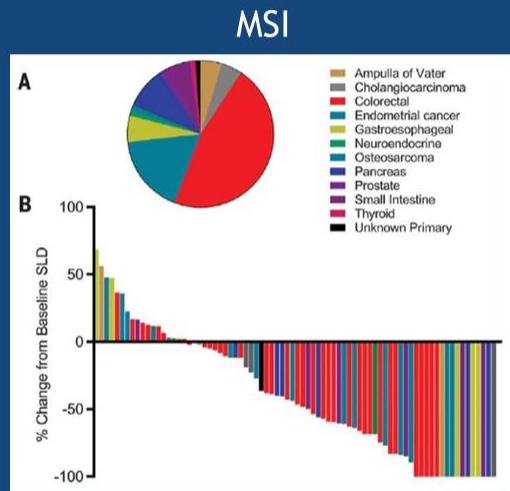 MSI
A
Ampulla of Vater
Cholangiocarcinoma
Colorectal
Endometrial cancer
Gastroesophageal
Neuroendocrine
Osteosarcoma
Pancreas
Prostate
Small Intestine
Thyroid
Unknown Primary
B
% Change from Baseline SLD
100
50
0
-50
-100